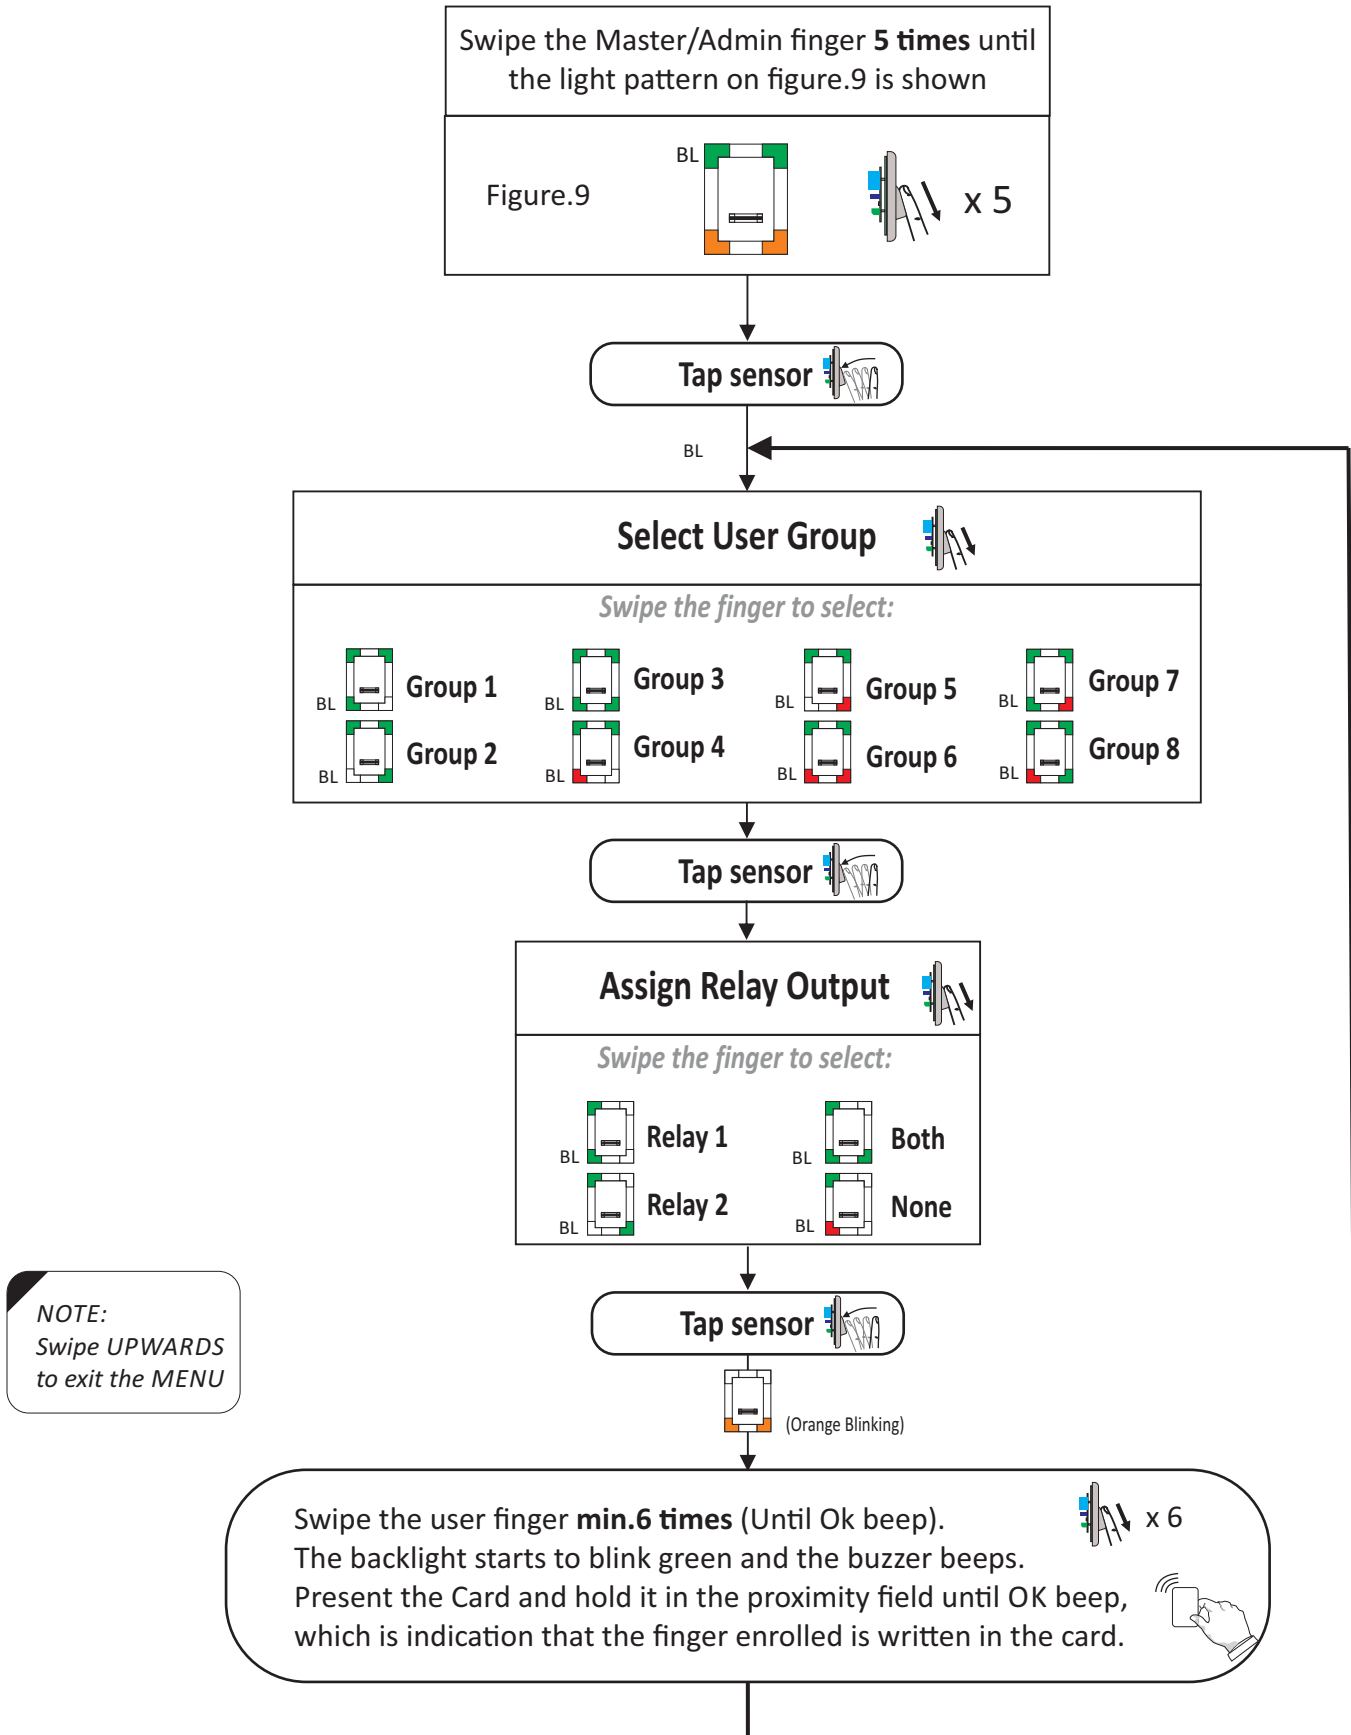 Swipe the Master/Admin finger 5 times until
the light pattern on figure.9 is shown
BL
Figure.9
x 5
Tap sensor
BL
Select User Group
Swipe the finger to select:
BL Group 1
BL Group 3
BL Group 5
BL Group 7
BL Group 2
BL Group 4
BL Group 6
BL Group 8
Tap sensor
Assign Relay Output
Swipe the finger to select:
BL Relay 1
BL Both
BL Relay 2
BL None
Tap sensor
(Orange Blinking)
NOTE:
Swipe UPWARDS
to exit the MENU
Swipe the user finger min.6 times (Until Ok beep).
x 6
The backlight starts to blink green and the buzzer beeps.
Present the Card and hold it in the proximity field until OK beep,
which is indication that the finger enrolled is written in the card.